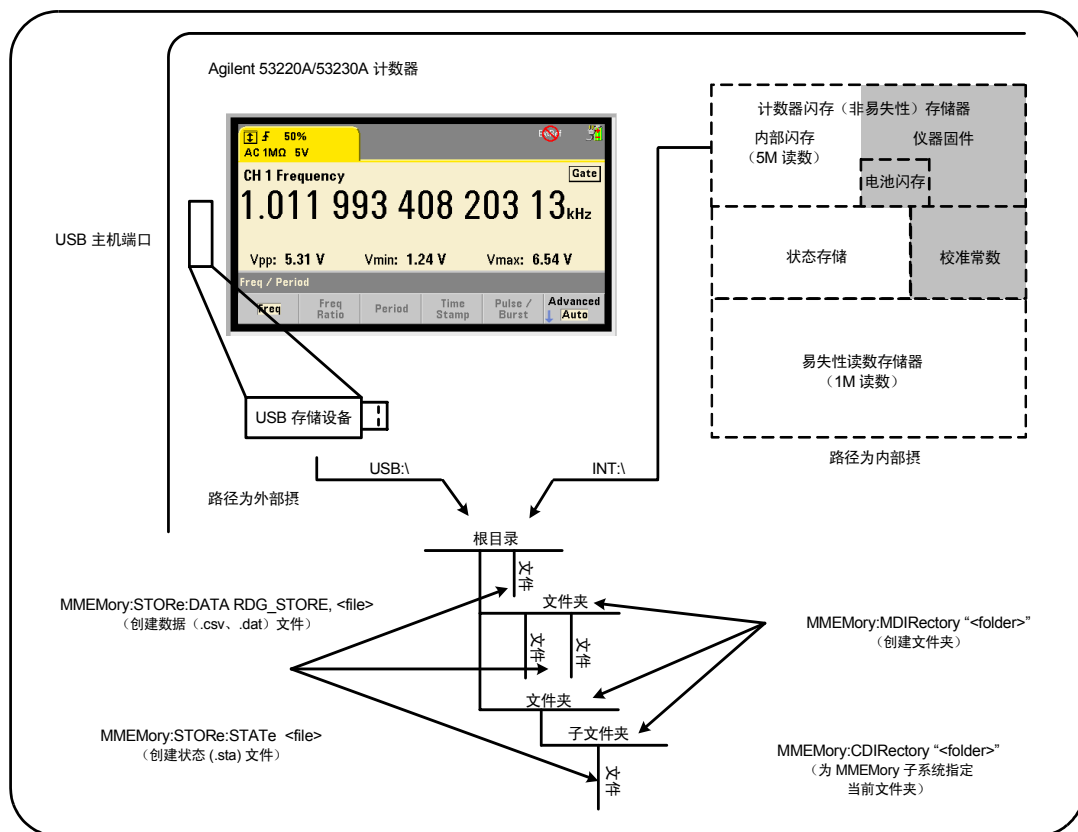 Agilent 53220A/53230A 计数器
50%
AC 1MΩ 5V
CH 1 Frequency
Gate
1.011 993 408 203 13kHz
Vpp: 5.31 V Vmin: 1.24 V Vmax: 6.54 V
Freq / Period
Freq
Freq
Ratio
Period
Time
Stamp
Pulse /
Burst
Advanced
Auto
USB 主机端口
USB 存储设备
计数器闪存（非易失性）存储器
内部闪存
（5M 读数）
仪器固件
电池闪存
状态存储
校准常数
易失性读数存储器
（1M 读数）
路径为内部摄
USB:\
INT:\
路径为外部摄
根目录
文件
文件夹
文件
文件
文件夹
子文件夹
文件
MMEMory:STORe:DATA RDG_STORE, <file>
（创建数据（.csv、.dat）文件）
MMEMory:MDIRectory “<folder>”
（创建文件夹）
MMEMory:STORe:STATe <file>
（创建状态 (.sta) 文件）
MMEMory:CDIRectory “<folder>”
（为 MMEMory 子系统指定
当前文件夹）